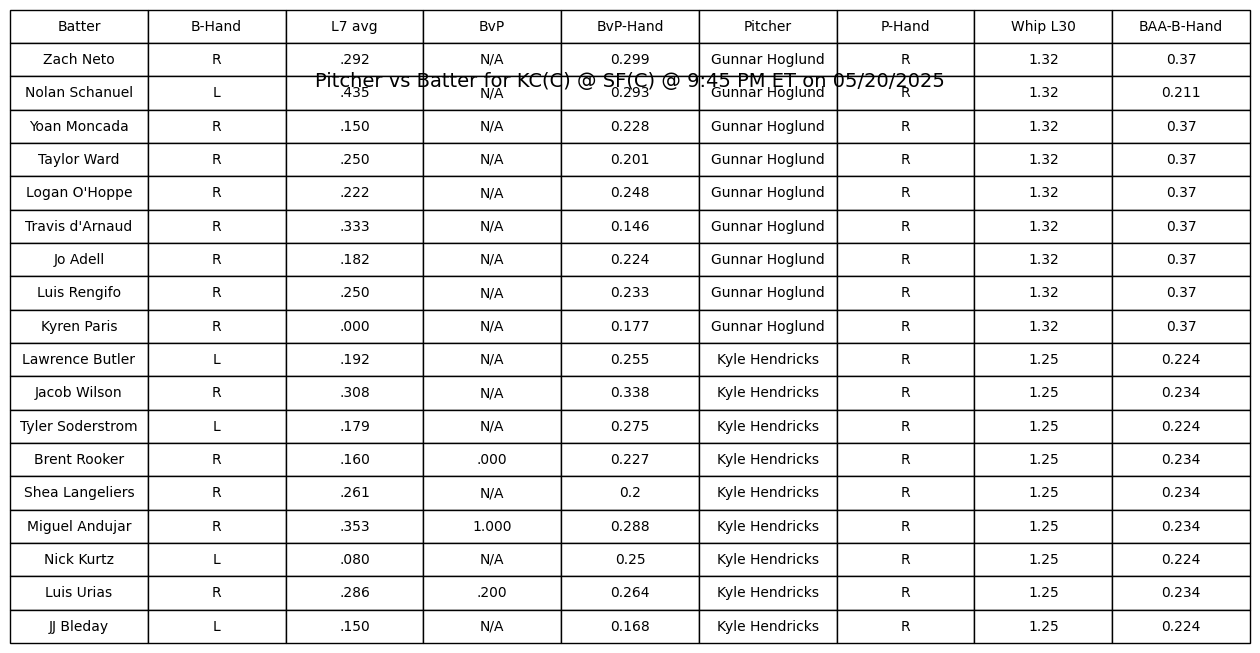 Batter B-Hand L7 avg BvP BvP-Hand Pitcher P-Hand Whip L30 BAA-B-Hand
Zach Neto R .292 N/A 0.299 Gunnar Hoglund R 1.32 0.37
Pitcher vs Batter for KC(C) @ SF(C) @ 9:45 PM ET on 05/20/2025
Nolan Schanuel L .435 N/A 0.293 Gunnar Hoglund R 1.32 0.211
Yoan Moncada R .150 N/A 0.228 Gunnar Hoglund R 1.32 0.37
Taylor Ward R .250 N/A 0.201 Gunnar Hoglund R 1.32 0.37
Logan O'Hoppe R .222 N/A 0.248 Gunnar Hoglund R 1.32 0.37
Travis d'Arnaud R .333 N/A 0.146 Gunnar Hoglund R 1.32 0.37
Jo Adell R .182 N/A 0.224 Gunnar Hoglund R 1.32 0.37
Luis Rengifo R .250 N/A 0.233 Gunnar Hoglund R 1.32 0.37
Kyren Paris R .000 N/A 0.177 Gunnar Hoglund R 1.32 0.37
Lawrence Butler L .192 N/A 0.255 Kyle Hendricks R 1.25 0.224
Jacob Wilson R .308 N/A 0.338 Kyle Hendricks R 1.25 0.234
Tyler Soderstrom L .179 N/A 0.275 Kyle Hendricks R 1.25 0.224
Brent Rooker R .160 .000 0.227 Kyle Hendricks R 1.25 0.234
Shea Langeliers R .261 N/A 0.2 Kyle Hendricks R 1.25 0.234
Miguel Andujar R .353 1.000 0.288 Kyle Hendricks R 1.25 0.234
Nick Kurtz L .080 N/A 0.25 Kyle Hendricks R 1.25 0.224
Luis Urias R .286 .200 0.264 Kyle Hendricks R 1.25 0.234
JJ Bleday L .150 N/A 0.168 Kyle Hendricks R 1.25 0.224